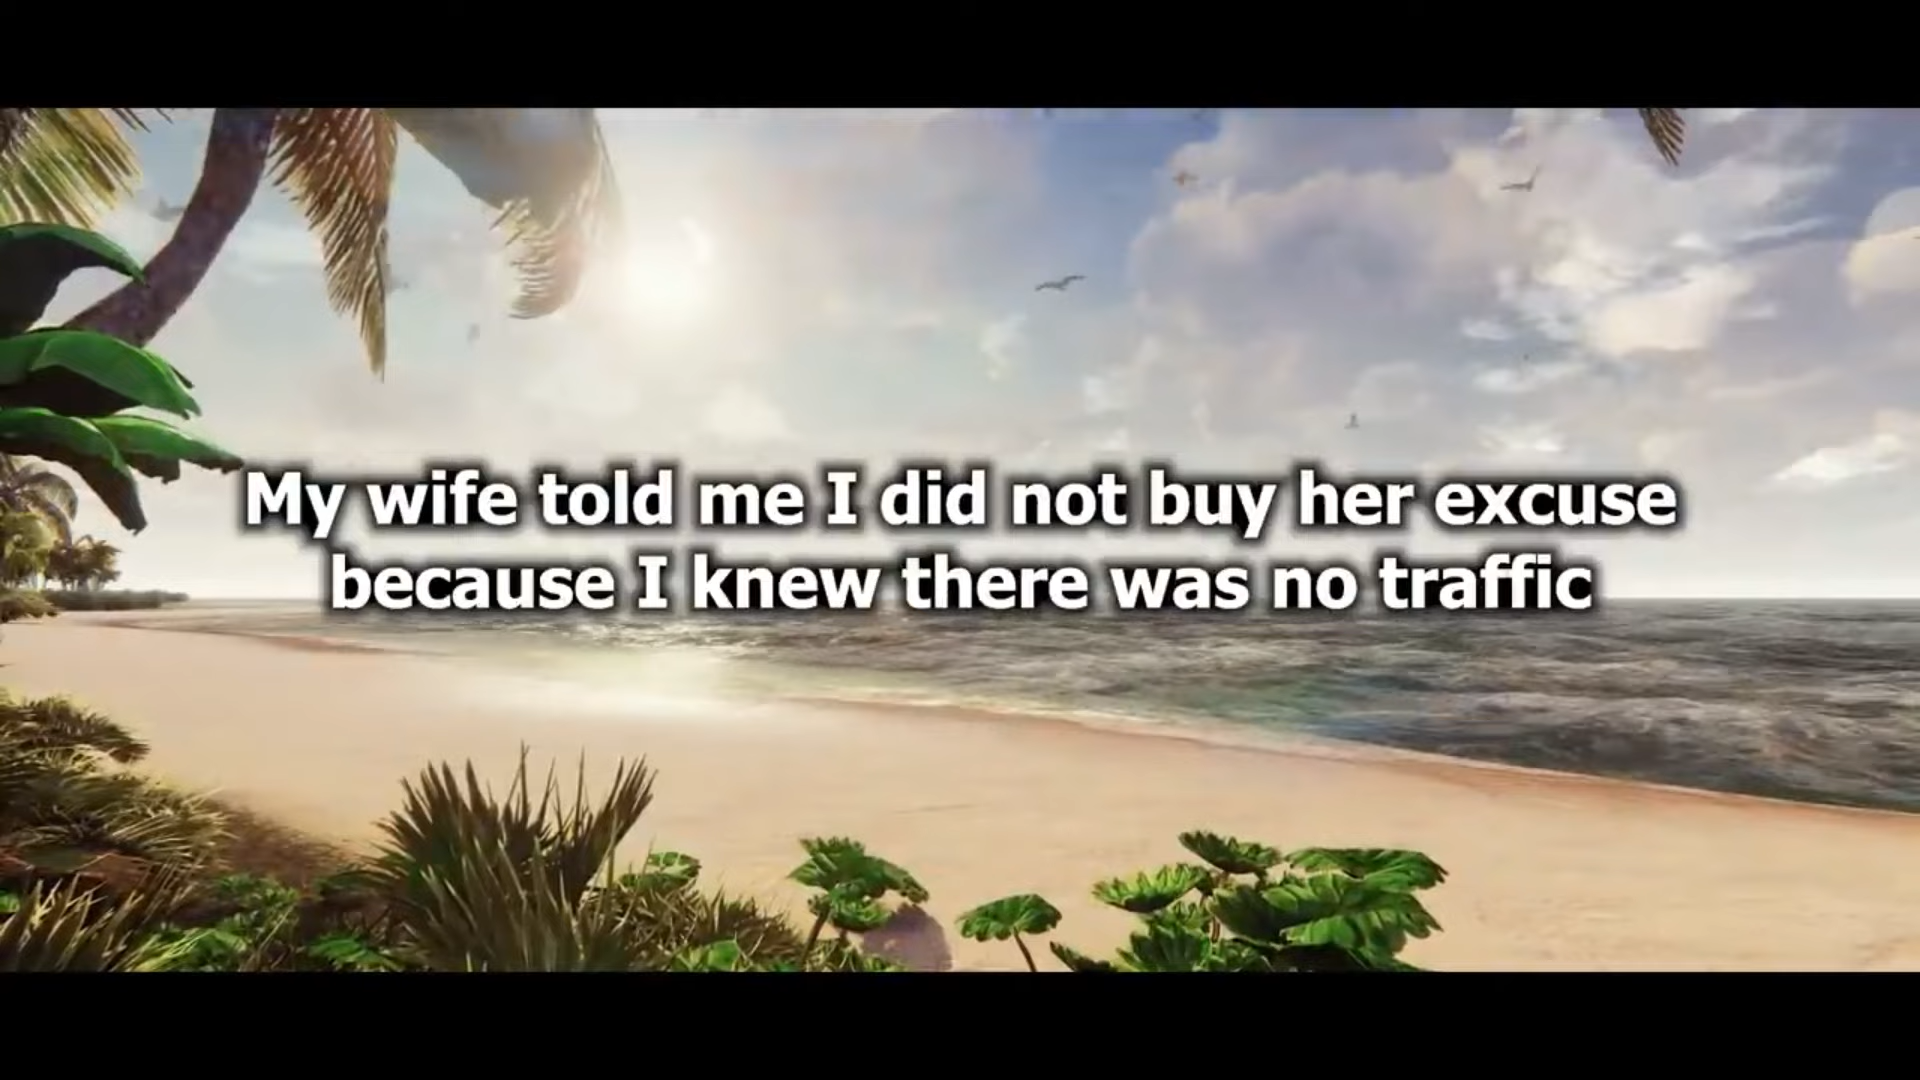 My wife told me I did not buy her excuse
because I knew there was no traffic